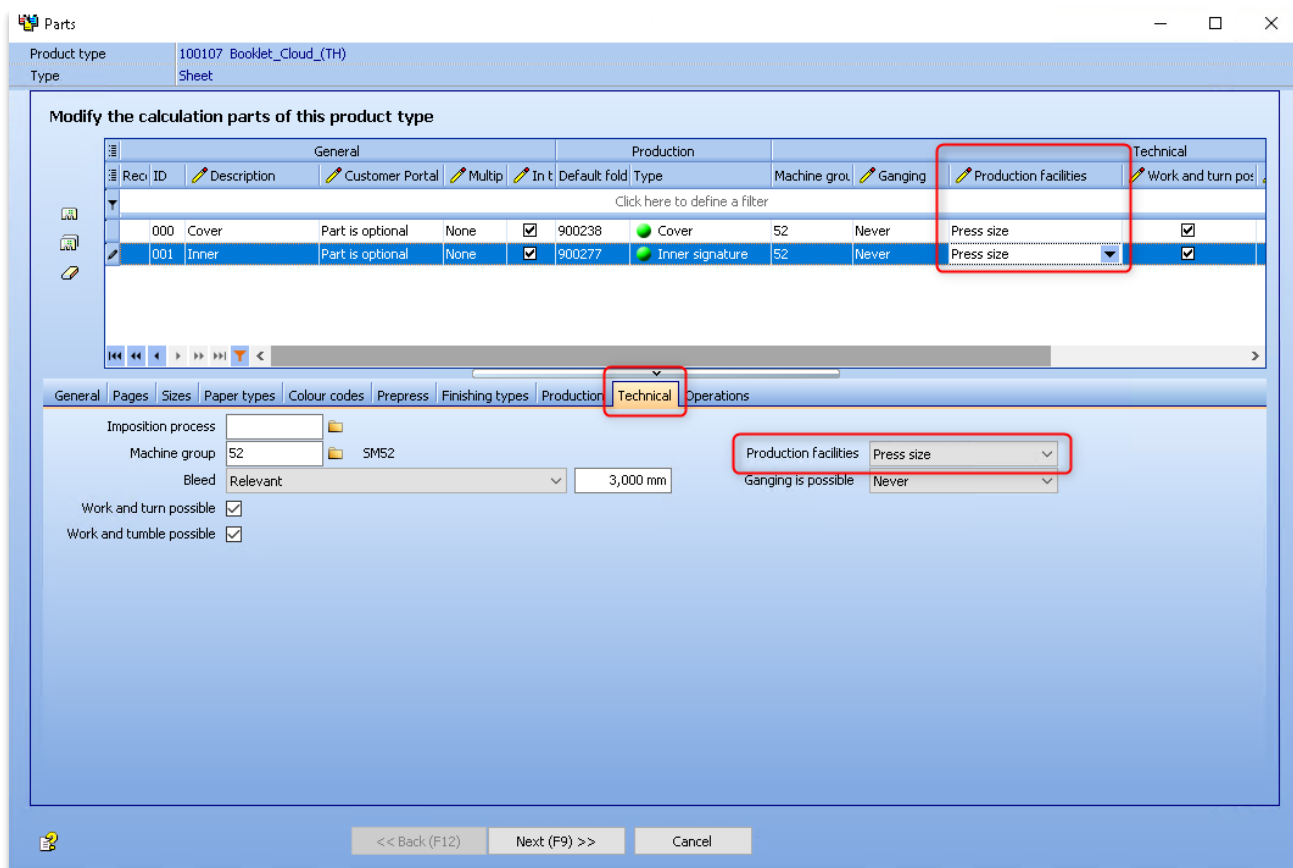 Parts
Product type 100107 Booklet_Cloud_(TH)
Type Sheet
Modify the calculation parts of this product type
General Production Technical
Reci ID Description Customer Portal Multip In t Default fold Type Machine grou Ganging Production facilities Work and turn pos
Click here to define a filter
000 Cover Part is optional None 900238 Cover 52 Never Press size
001 Inner Part is optional None 900277 Inner signature 52 Never Press size
General Pages Sizes Paper types Colour codes Prepress Finishing types Production Technical Operations
Imposition process
Machine group 52 SM52 Production facilities Press size
Bleed Relevant 3,000 mm Ganging is possible Never
Work and turn possible
Work and tumble possible
<< Back (F12) Next (F9) >> Cancel